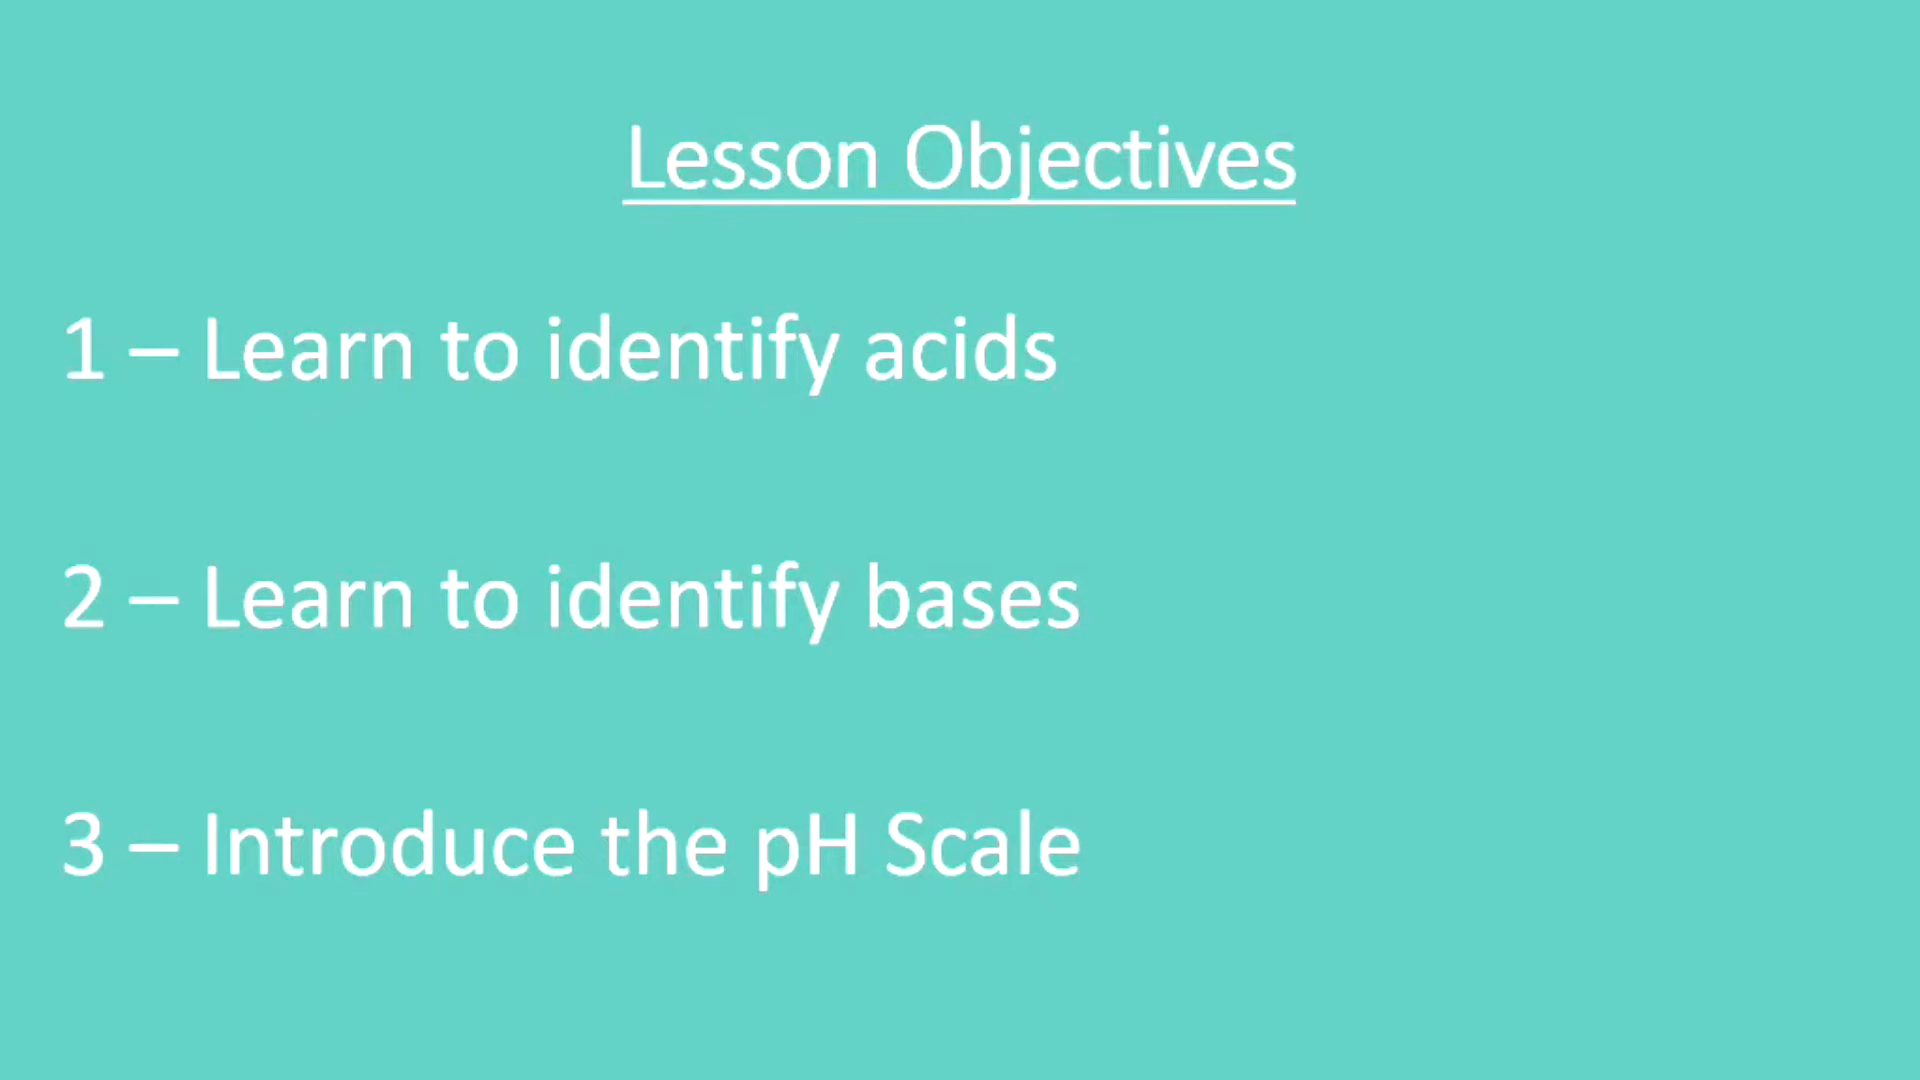 Lesson Objectives
1 – Learn to identify acids
2 – Learn to identify bases
3 – Introduce the pH Scale